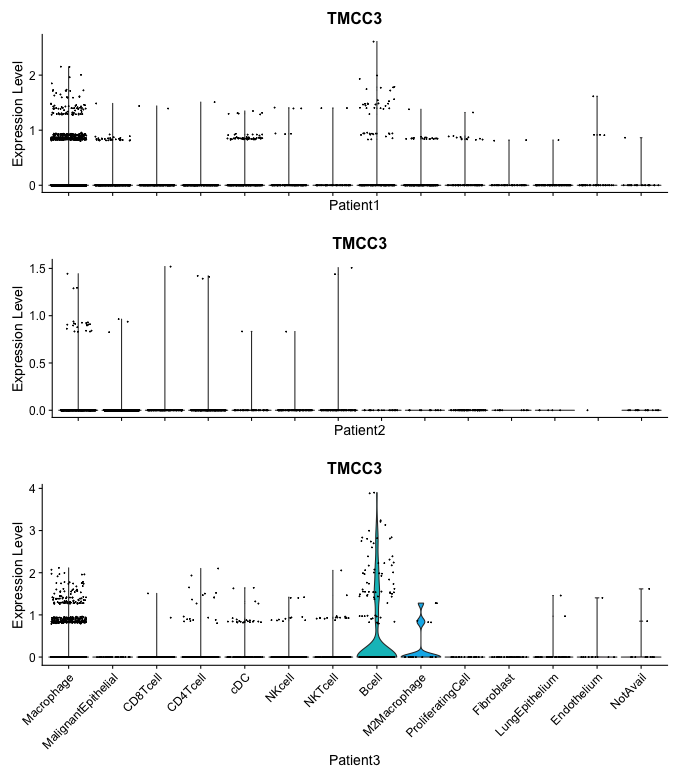 TMCC3
Expression Level
2
1
0
Patient1
TMCC3
Expression Level
1.5
1.0
0.5
0.0
Patient2
TMCC3
Expression Level
4
3
2
1
0
Macrophage
MalignantEpithelial
CD8Tcell
CD4Tcell
cDC
NKcell
NKTcell
Bcell
M2Macrophage
ProliferatingCell
Fibroblast
LungEpithelium
Endothelium
NotAvail
Patient3